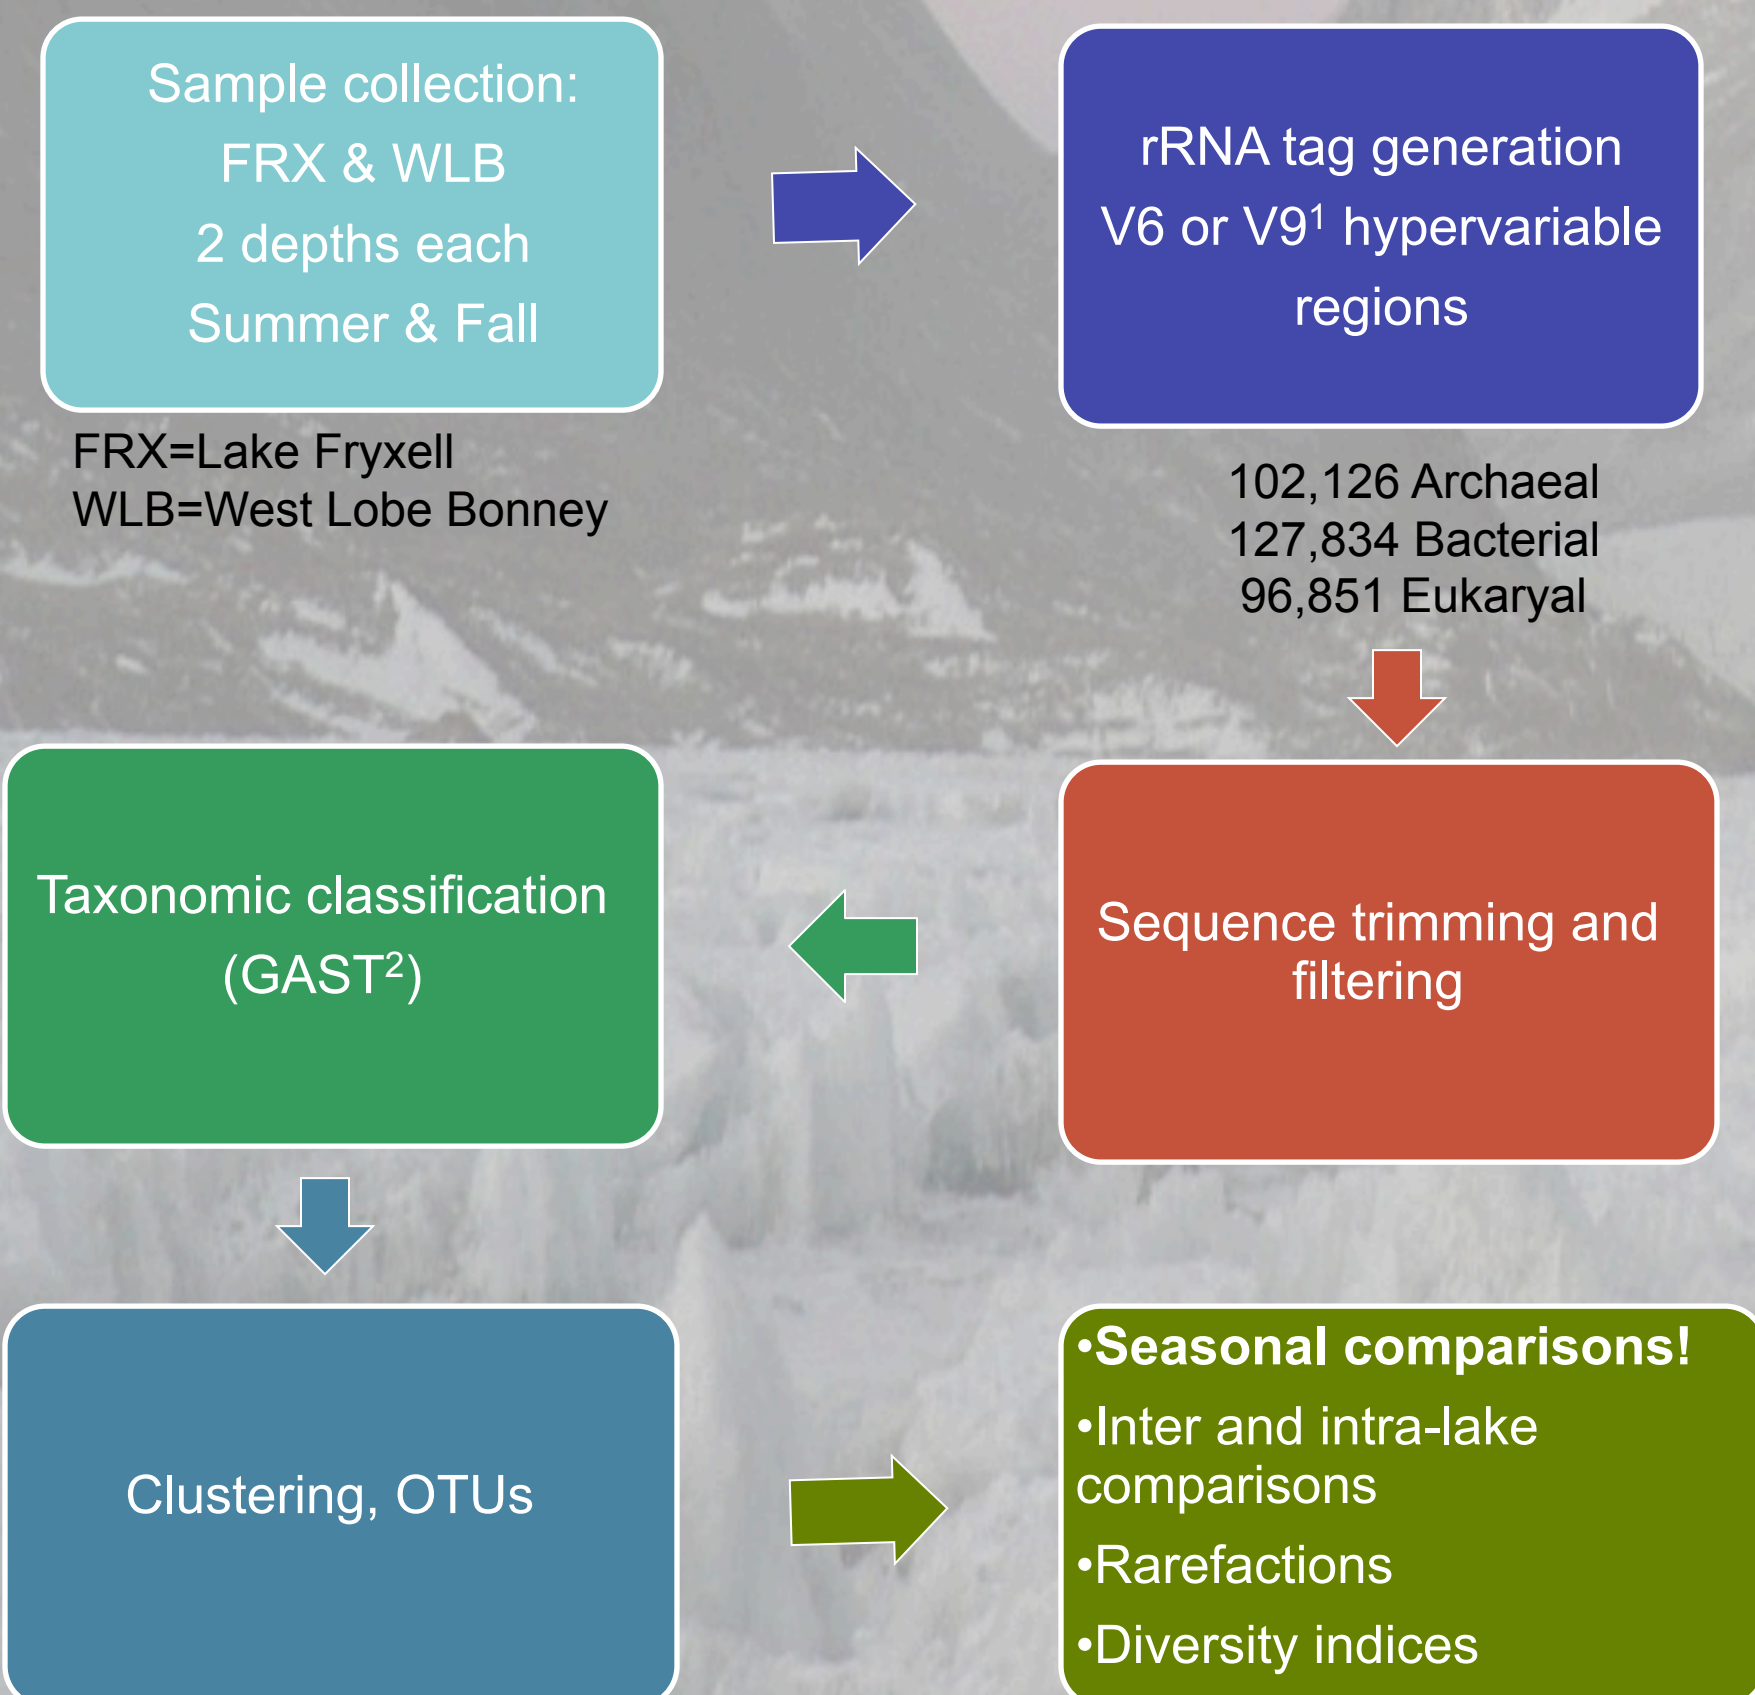 Sample collection:
FRX & WLB
2 depths each
Summer & Fall
FRX=Lake Fryxell
WLB=West Lobe Bonney
rRNA tag generation
V6 or V9¹ hypervariable
regions
102,126 Archaeal
127,834 Bacterial
96,851 Eukaryal
Sequence trimming and
filtering
Taxonomic classification
(GAST²)
Clustering, OTUs
•Seasonal comparisons!
•Inter and intra-lake
comparisons
•Rarefactions
•Diversity indices